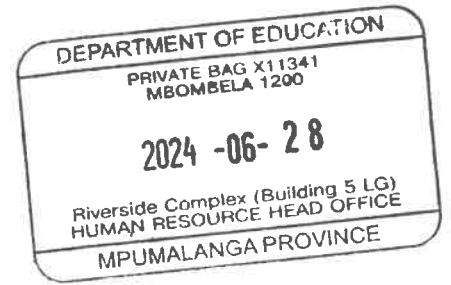 DEPARTMENT OF EDUCATION
PRIVATE BAG X11341
MBOMBELA 1200
2024 -06- 28
Riverside Complex (Building 5 LG)
HUMAN RESOURCE HEAD OFFICE
MPUMALANGA PROVINCE